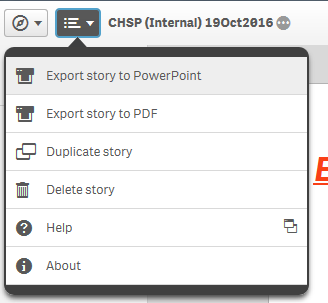 CHSP (Internal) 19Oct2016
Export story to PowerPoint
Export story to PDF
Duplicate story
Delete story
Help
About